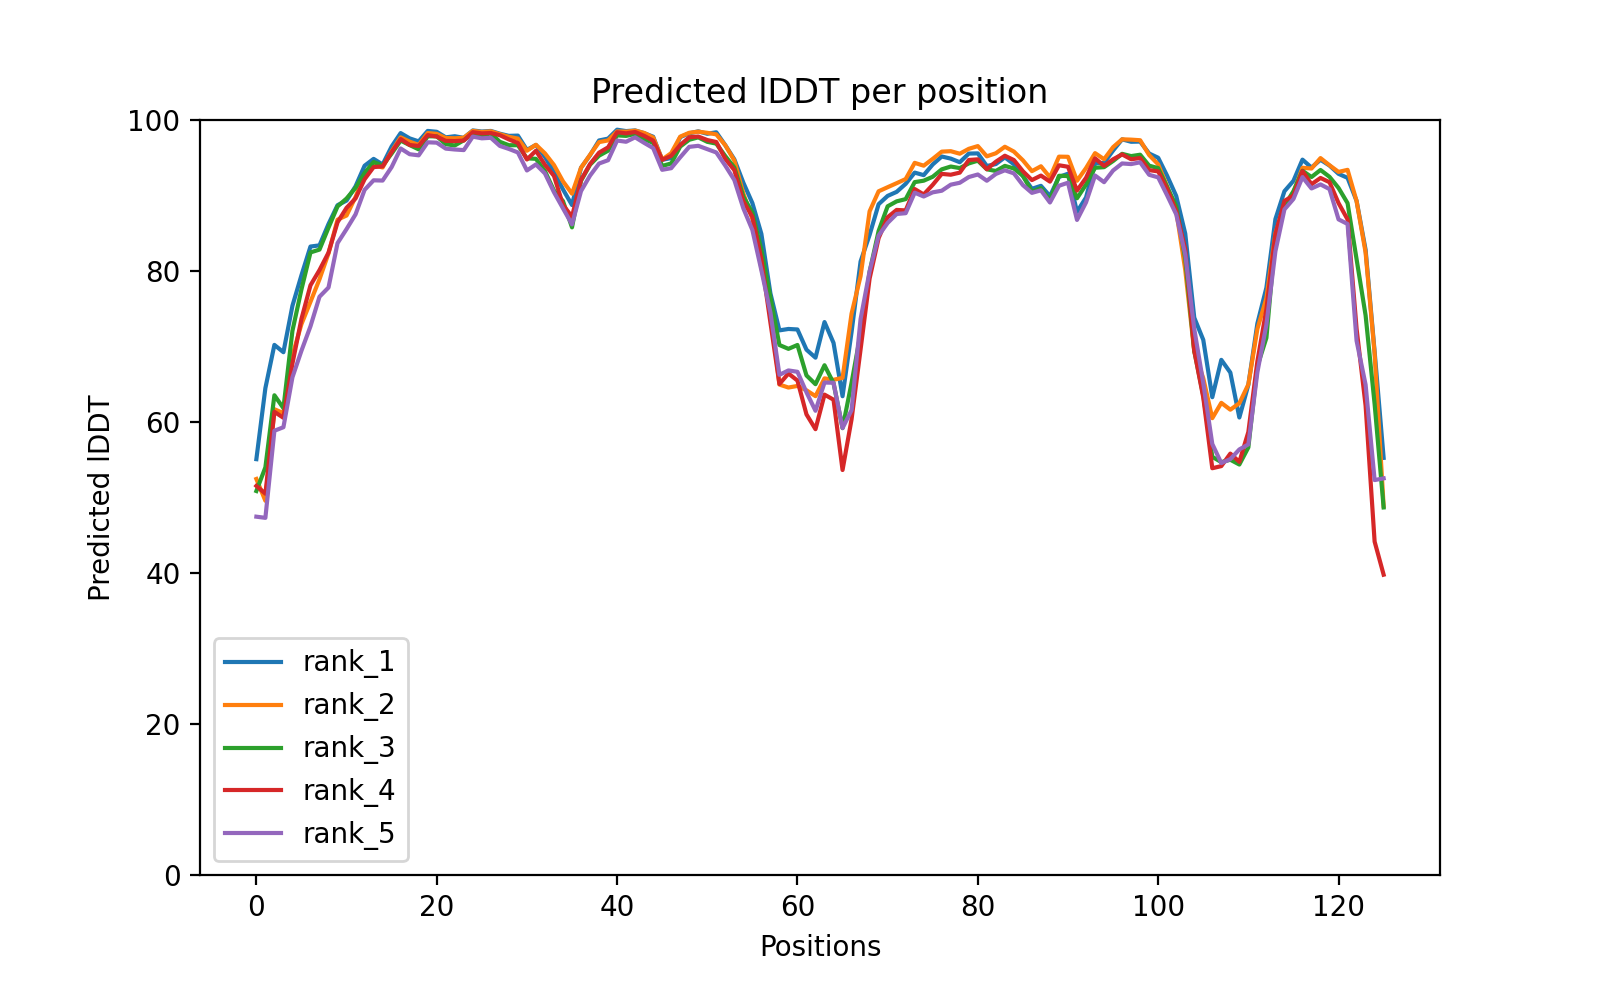 Predicted lDDT per position
100
80
60
40
20
0
Predicted lDDT
rank_1
rank_2
rank_3
rank_4
rank_5
0 20 40 60 80 100 120
Positions